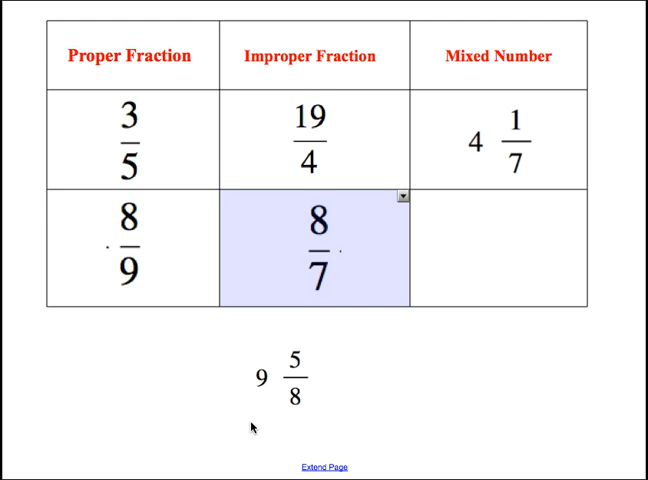 Proper Fraction Improper Fraction Mixed Number
3/5 19/4 4 1/7
8/9 8/7
9 5/8
Extend Page